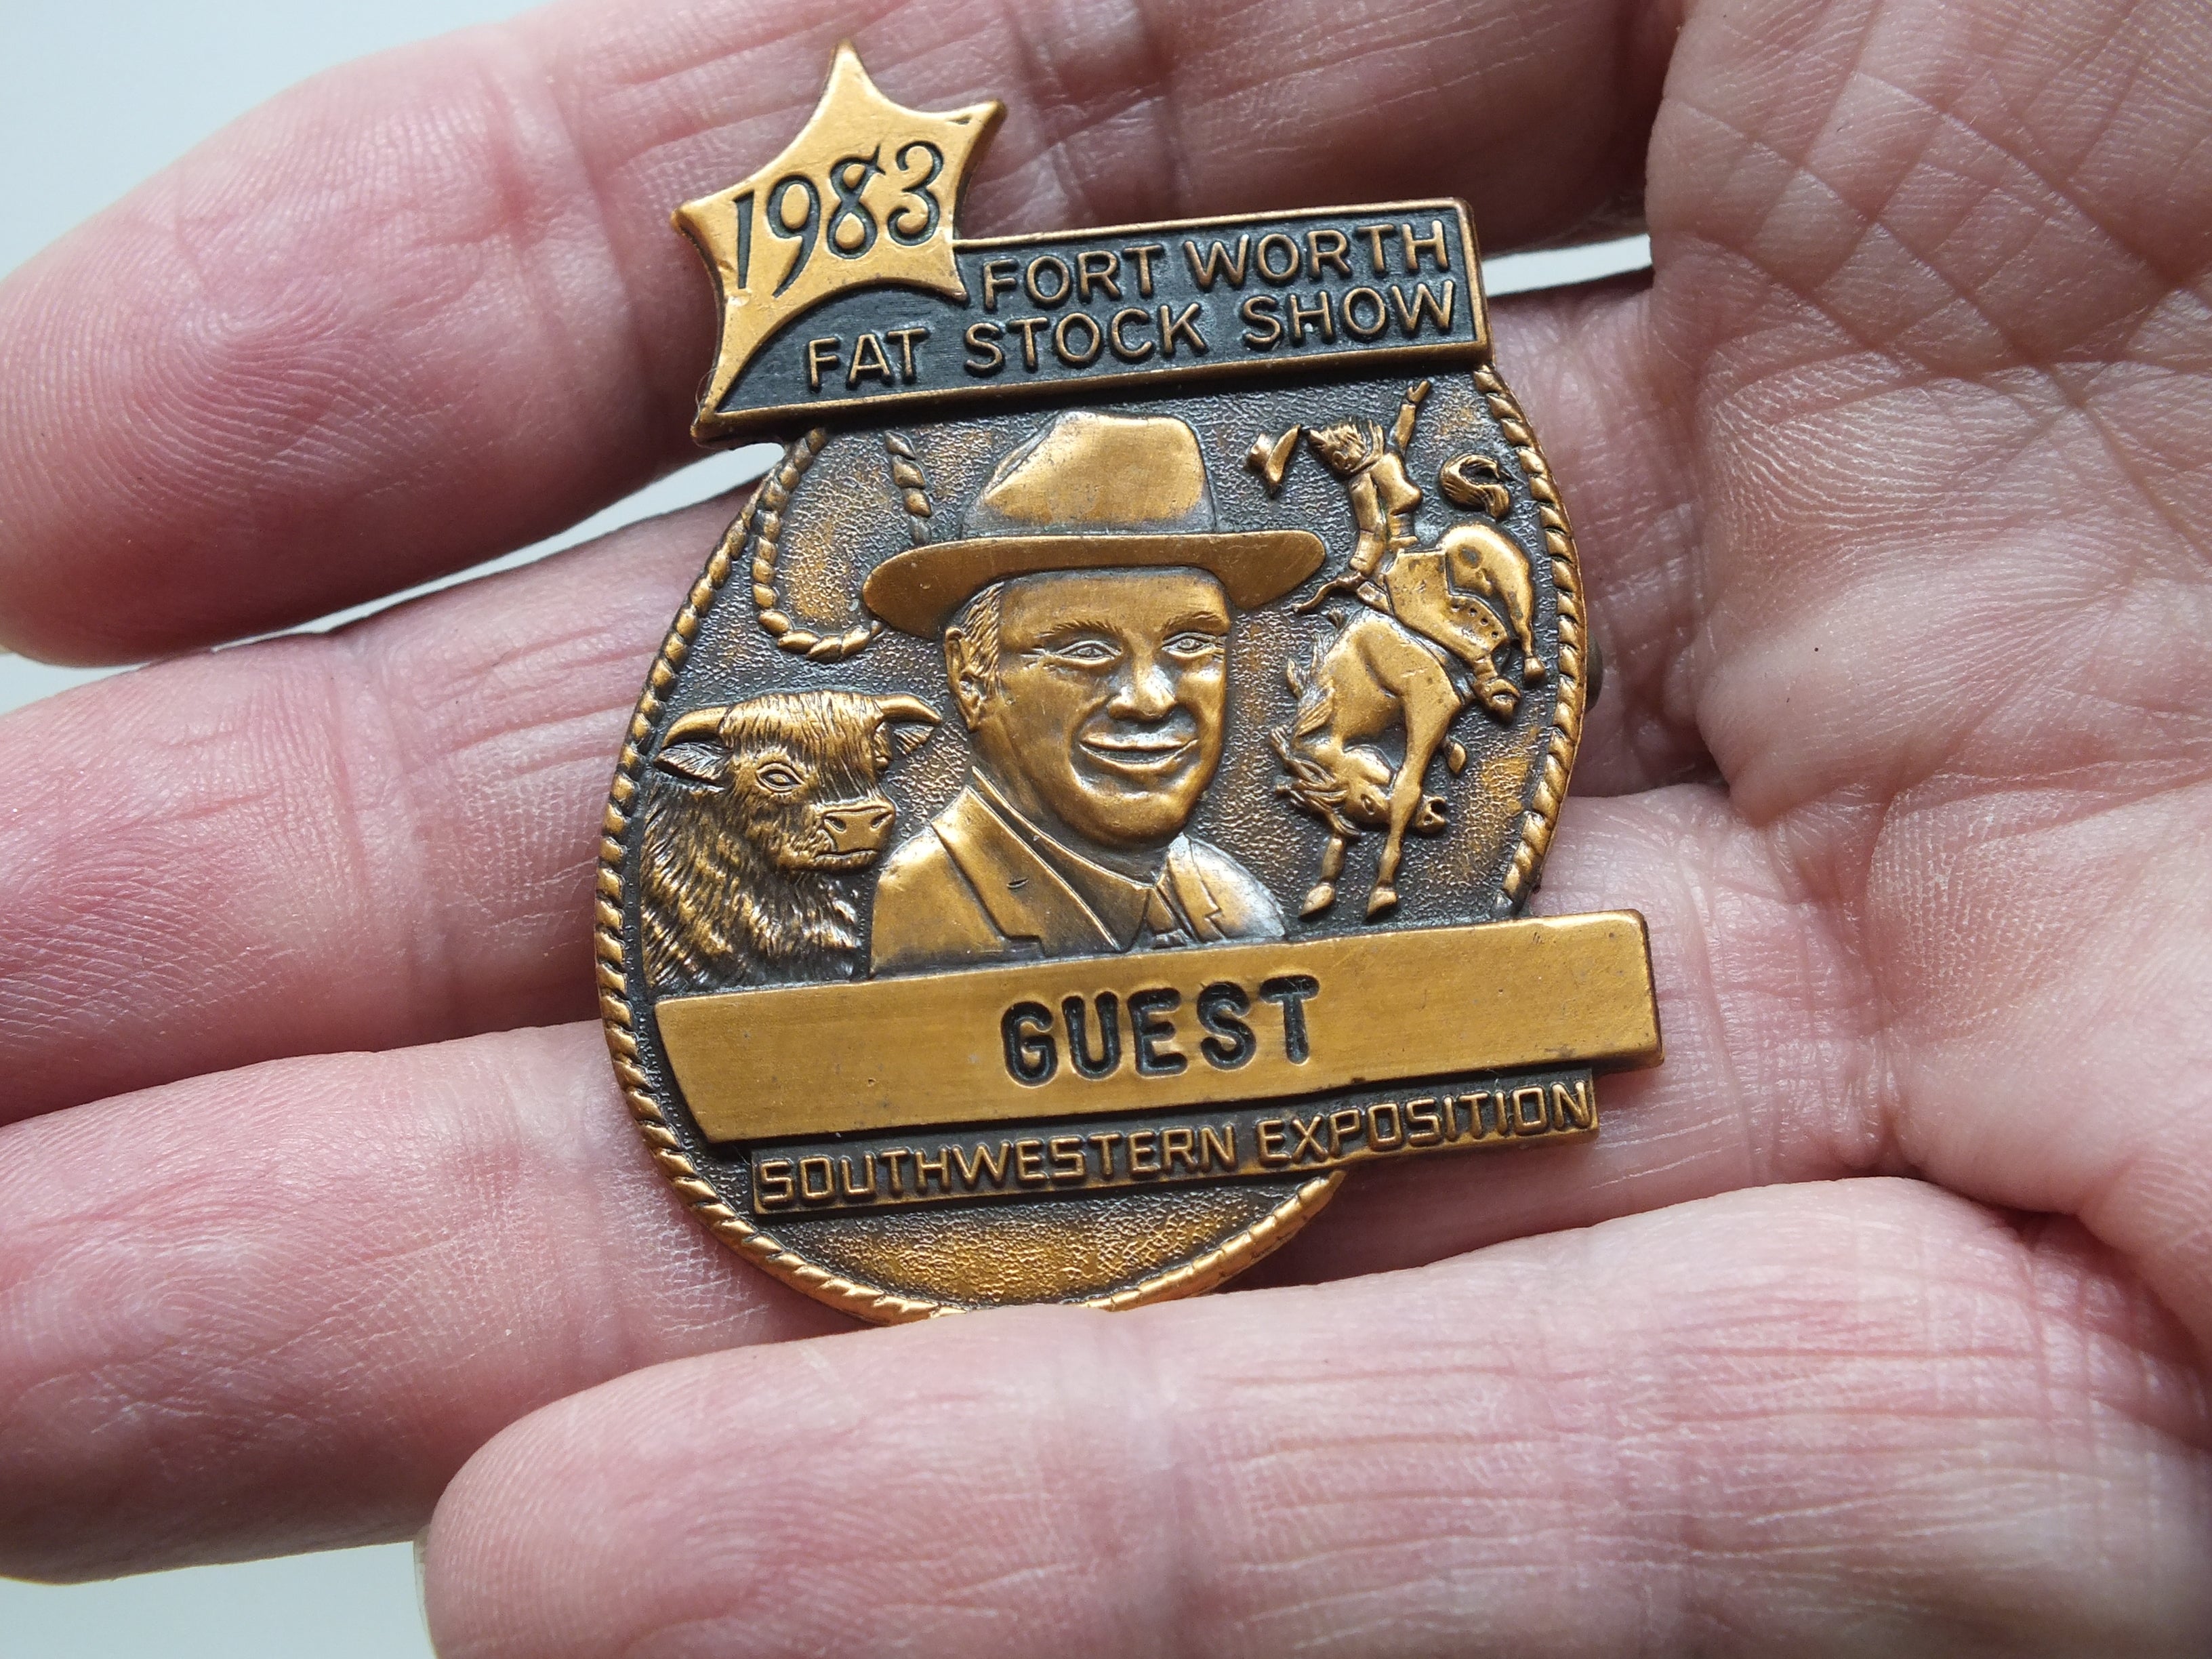 1983
FORT WORTH
FAT STOCK SHOW
GUEST
SOUTHWESTERN EXPOSITION